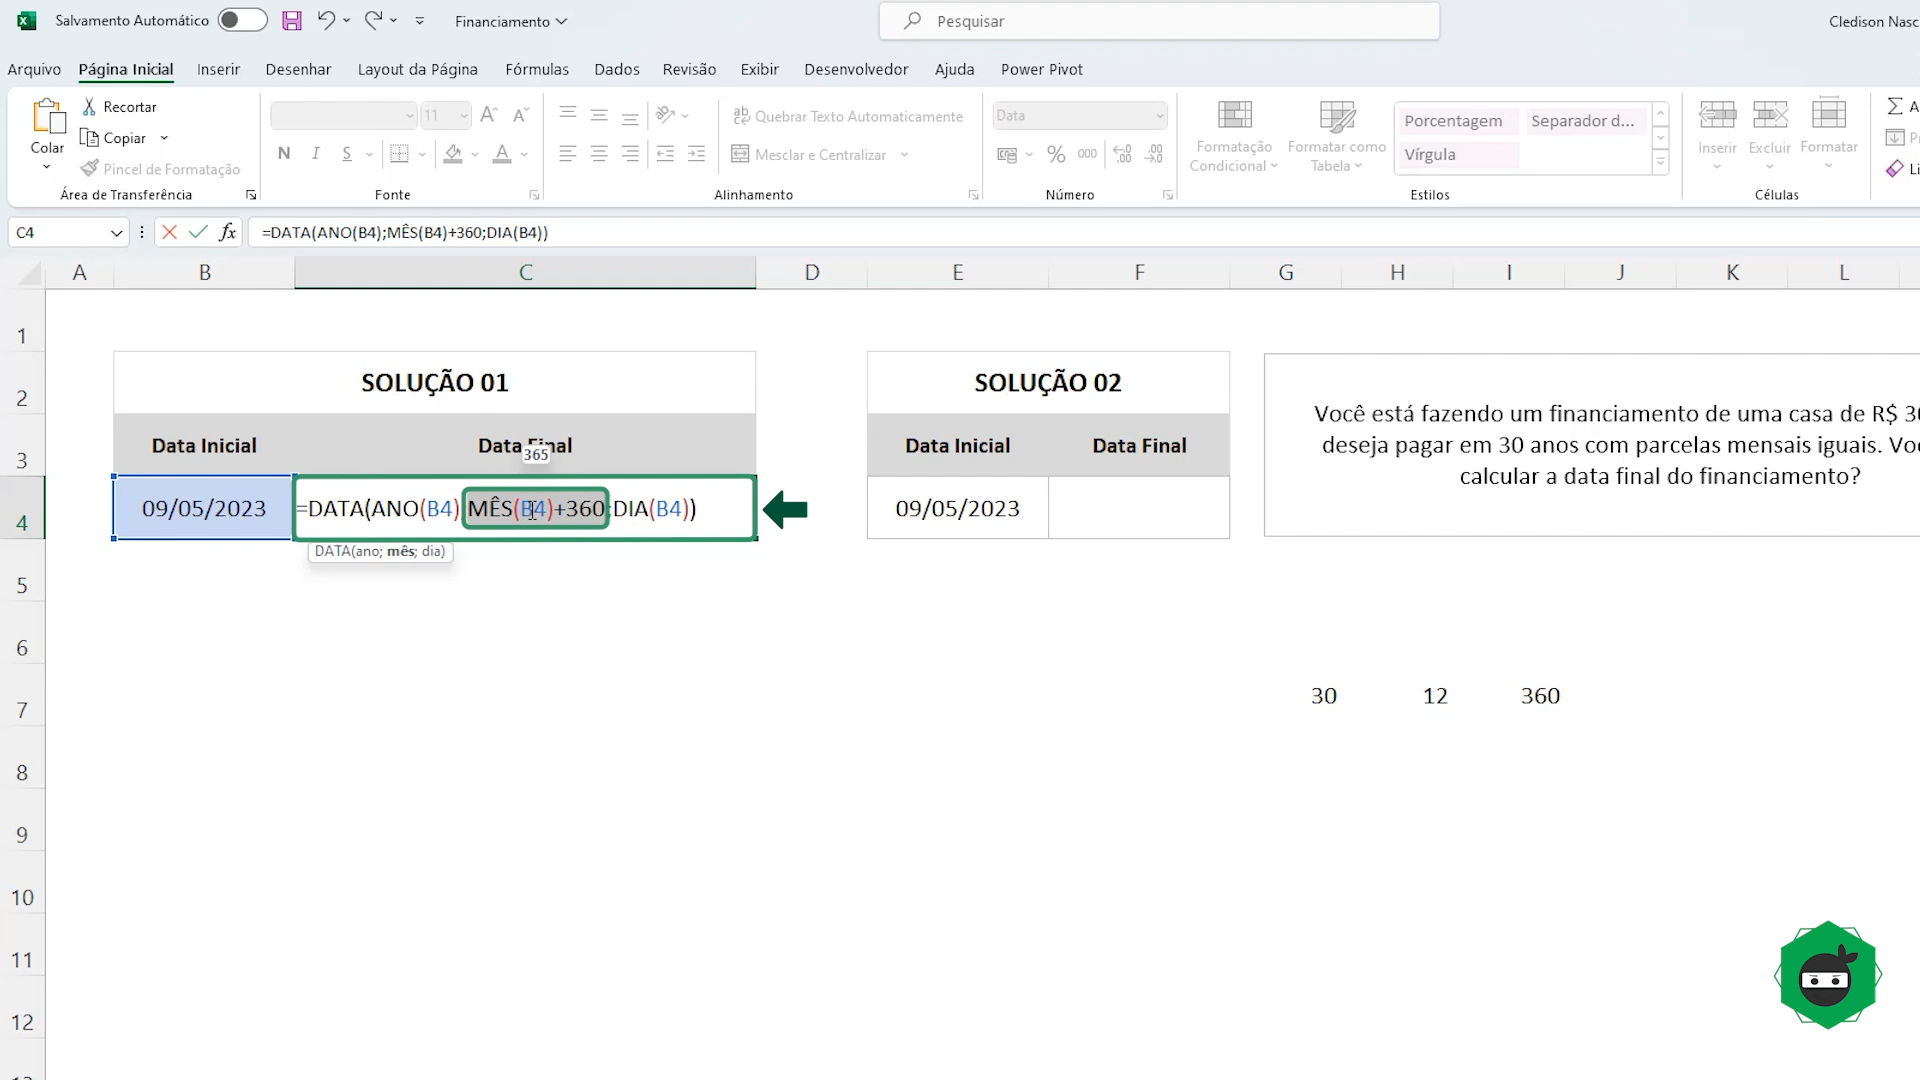 Salvamento Automático
Financiamento
Pesquisar
Cledison Nasc
Arquivo
Página Inicial
Inserir
Desenhar
Layout da Página
Fórmulas
Dados
Revisão
Exibir
Desenvolvedor
Ajuda
Power Pivot
Colar
Recortar
Copiar
Pincel de Formatação
Área de Transferência
11
N I S
Fonte
Quebrar Texto Automaticamente
Mesclar e Centralizar
Alinhamento
Data
% 000
Número
Formatação
Condicional
Formatar como
Tabela
Porcentagem
Separador d...
Vírgula
Estilos
Inserir
Excluir
Formatar
Células
C4
fx
=DATA(ANO(B4);MÊS(B4)+360;DIA(B4))
A B C D E F G H I J K L
1
2
3
4
5
6
7
8
9
10
11
12
SOLUÇÃO 01
Data Inicial
Data Final
365
09/05/2023
=DATA(ANO(B4);MÊS(B4)+360;DIA(B4))
DATA(ano; mês; dia)
SOLUÇÃO 02
Data Inicial
Data Final
09/05/2023
Você está fazendo um financiamento de uma casa de R$ 30
deseja pagar em 30 anos com parcelas mensais iguais. Voc
calcular a data final do financiamento?
30 12 360